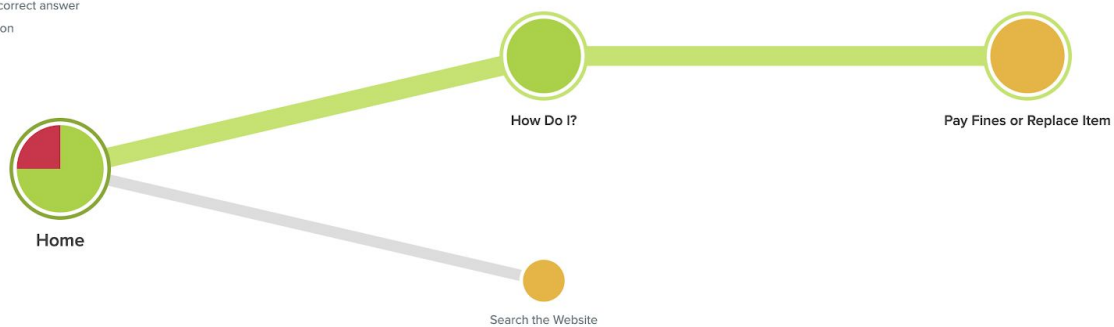 correct answer
on
How Do I?
Pay Fines or Replace Item
Home
Search the Website